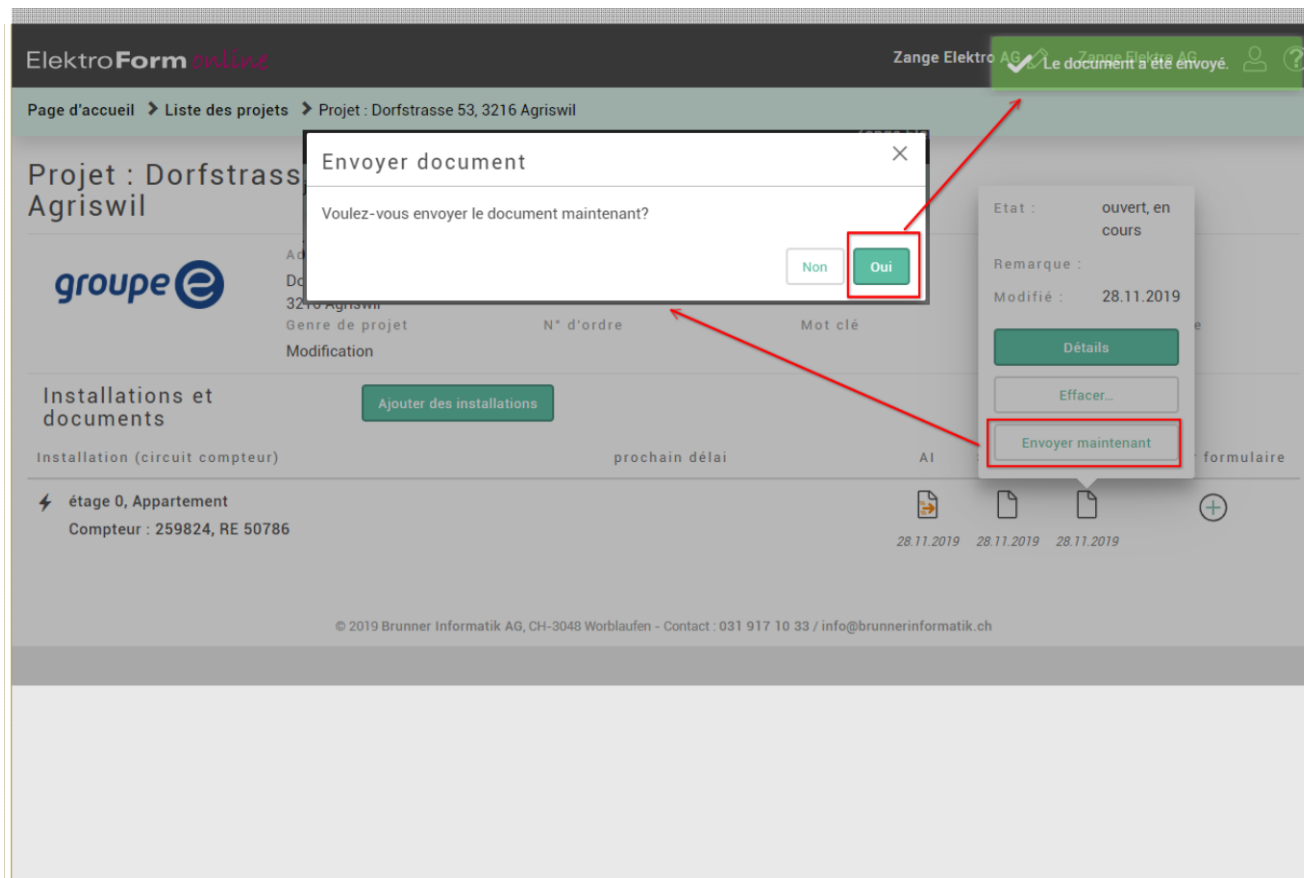 ElektroForm online
Zange Elektro AG
Zange Elektro AG
Le document a été envoyé.
Page d'accueil
Liste des projets
Projet : Dorfstrasse 53, 3216 Agriswil
Envoyer document
Voulez-vous envoyer le document maintenant?
Non
Oui
Projet : Dorfstrass
Agriswil
groupe e
3216 Agriswil
Genre de projet
N° d'ordre
Mot clé
Modification
Etat :
ouvert, en
cours
Remarque :
Modifié :
28.11.2019
Détails
Effacer...
Envoyer maintenant
Installations et
documents
Ajouter des installations
Installation (circuit compteur)
prochain délai
AI
formulaire
étage 0, Appartement
Compteur : 259824, RE 50786
28.11.2019
28.11.2019
28.11.2019
© 2019 Brunner Informatik AG, CH-3048 Worblaufen - Contact : 031 917 10 33 / info@brunnerinformatik.ch